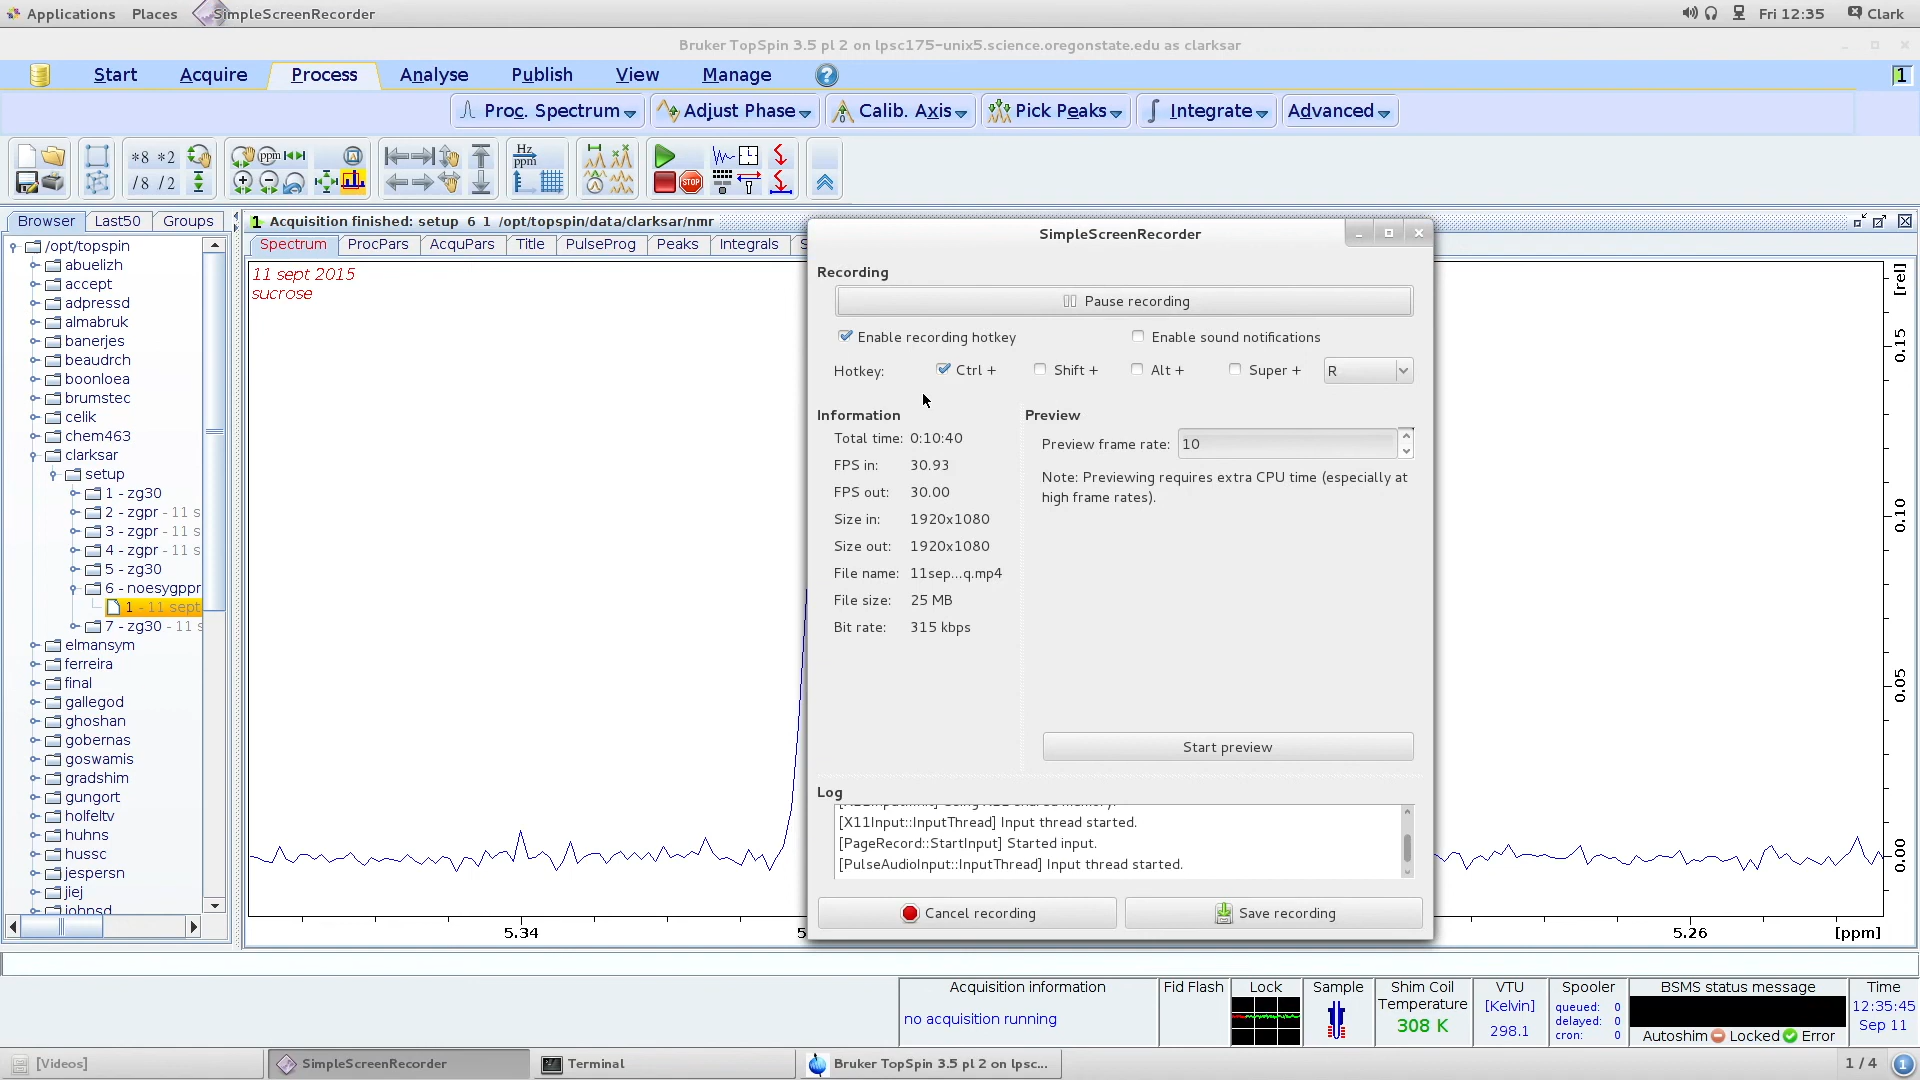 Applications Places SimpleScreenRecorder Fri 12:35 Clark
Bruker TopSpin 3.5 pl 2 on lpsc175-unix5.science.oregonstate.edu as clarksar
Start Acquire Process Analyse Publish View Manage ? 1
Proc. Spectrum Adjust Phase Calib. Axis Pick Peaks Integrate Advanced
*8 *2 ppm Hz ppm
/8 /2 STOP
Browser Last50 Groups
1 Acquisition finished: setup 6 1 /opt/topspin/data/clarksar/nmr
Spectrum ProcPars AcquPars Title PulseProg Peaks Integrals S
/opt/topspin
abuelizh
accept
adpressd
almabruk
banerjes
beaudrch
boonloea
brumstec
celik
chem463
clarksar
setup
1 - zg30
2 - zgpr - 11 s
3 - zgpr - 11 s
4 - zgpr - 11 s
5 - zg30
6 - noesygppr
1 - 11 sept
7 - zg30 - 11 s
elmansym
ferreira
final
gallegod
ghoshan
gobernas
goswamis
gradshim
gungort
holfeltv
huhns
hussc
jespersn
jiej
johnsd
11 sept 2015
sucrose
[rel]
0.15
0.10
0.05
0.00
5.34
5.
5.26
[ppm]
SimpleScreenRecorder
Recording
Pause recording
Enable recording hotkey Enable sound notifications
Hotkey: Ctrl + Shift + Alt + Super + R
Information
Total time: 0:10:40
FPS in: 30.93
FPS out: 30.00
Size in: 1920x1080
Size out: 1920x1080
File name: 11sep...q.mp4
File size: 25 MB
Bit rate: 315 kbps
Preview
Preview frame rate: 10
Note: Previewing requires extra CPU time (especially at
high frame rates).
Start preview
Log
[X11Input::InputThread] Input thread started.
[PageRecord::StartInput] Started input.
[PulseAudioInput::InputThread] Input thread started.
Cancel recording Save recording
Acquisition information
no acquisition running
Fid Flash
Lock
Sample
Shim Coil
Temperature
308 K
VTU
[Kelvin]
298.1
Spooler
queued: 0
delayed: 0
cron: 0
BSMS status message
Autoshim Locked Error
Time
12:35:45
Sep 11
[Videos] SimpleScreenRecorder Terminal Bruker TopSpin 3.5 pl 2 on lpsc... 1 / 4 1